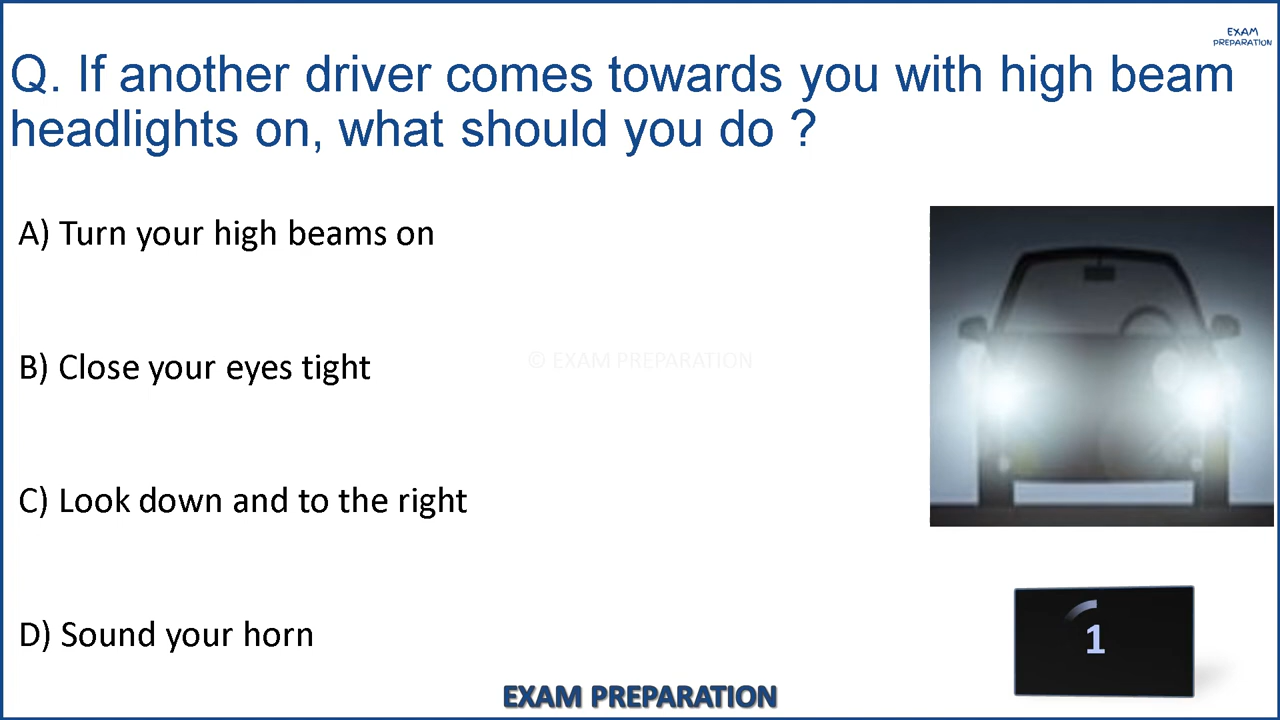 EXAM
PREPARATION
Q. If another driver comes towards you with high beam
headlights on, what should you do ?
A) Turn your high beams on
B) Close your eyes tight
© EXAM PREPARATION
C) Look down and to the right
D) Sound your horn
1
EXAM PREPARATION